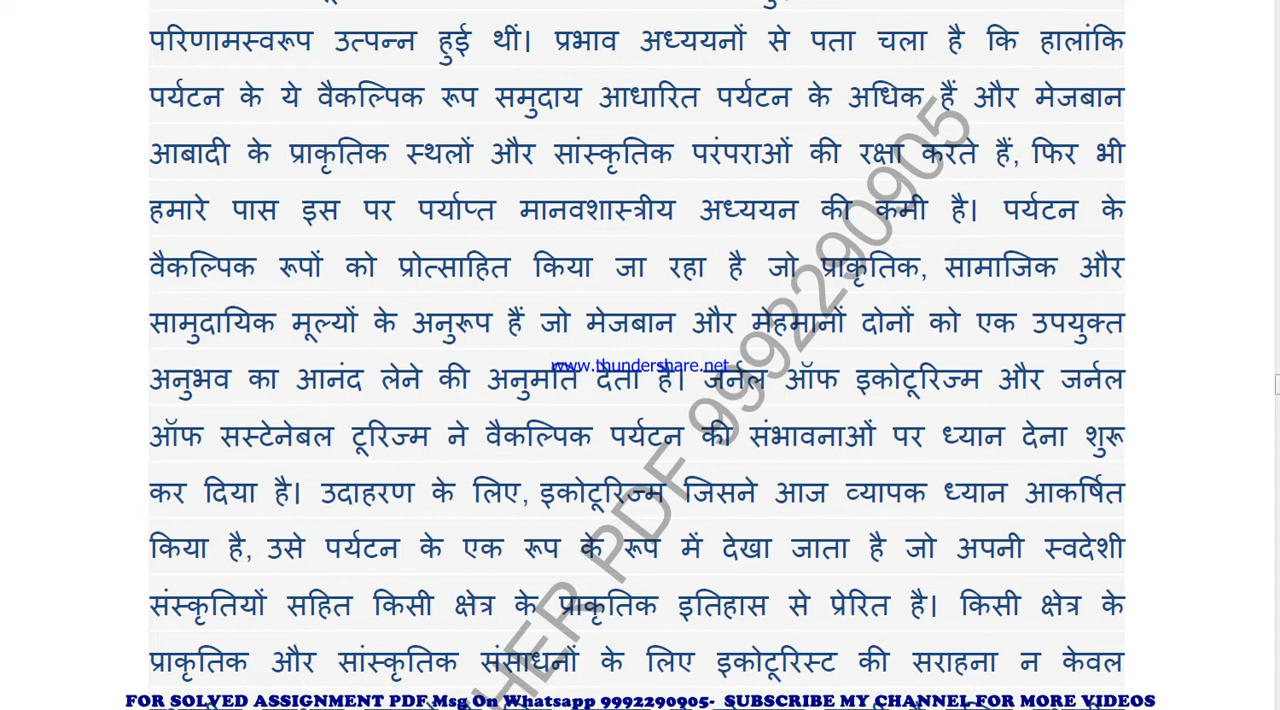 परिणामस्वरूप उत्पन्न हुई थीं। प्रभाव अध्ययनों से पता चला है कि हालांकि
पर्यटन के ये वैकल्पिक रूप समुदाय आधारित पर्यटन के अधिक हैं और मेजबान
आबादी के प्राकृतिक स्थलों और सांस्कृतिक परंपराओं की रक्षा करते हैं, फिर भी
हमारे पास इस पर पर्याप्त मानवशास्त्रीय अध्ययन की कमी है। पर्यटन के
वैकल्पिक रूपों को प्रोत्साहित किया जा रहा है जो प्राकृतिक, सामाजिक और
सामुदायिक मूल्यों के अनुरूप हैं जो मेजबान और मेहमानों दोनों को एक उपयुक्त
www.thundershare.net
अनुभव का आनंद लेने की अनुमति देता है। जर्नल ऑफ इकोटूरिज्म और जर्नल
ऑफ सस्टेनेबल टूरिज्म ने वैकल्पिक पर्यटन की संभावनाओं पर ध्यान देना शुरू
कर दिया है। उदाहरण के लिए, इकोटूरिज्म जिसने आज व्यापक ध्यान आकर्षित
किया है, उसे पर्यटन के एक रूप के रूप में देखा जाता है जो अपनी स्वदेशी
संस्कृतियों सहित किसी क्षेत्र के प्राकृतिक इतिहास से प्रेरित है। किसी क्षेत्र के
प्राकृतिक और सांस्कृतिक संसाधनों के लिए इकोटूरिस्ट की सराहना न केवल
HER PDF 9992290905
FOR SOLVED ASSIGNMENT PDF Msg On Whatsapp 9992290905- SUBSCRIBE MY CHANNEL FOR MORE VIDEOS